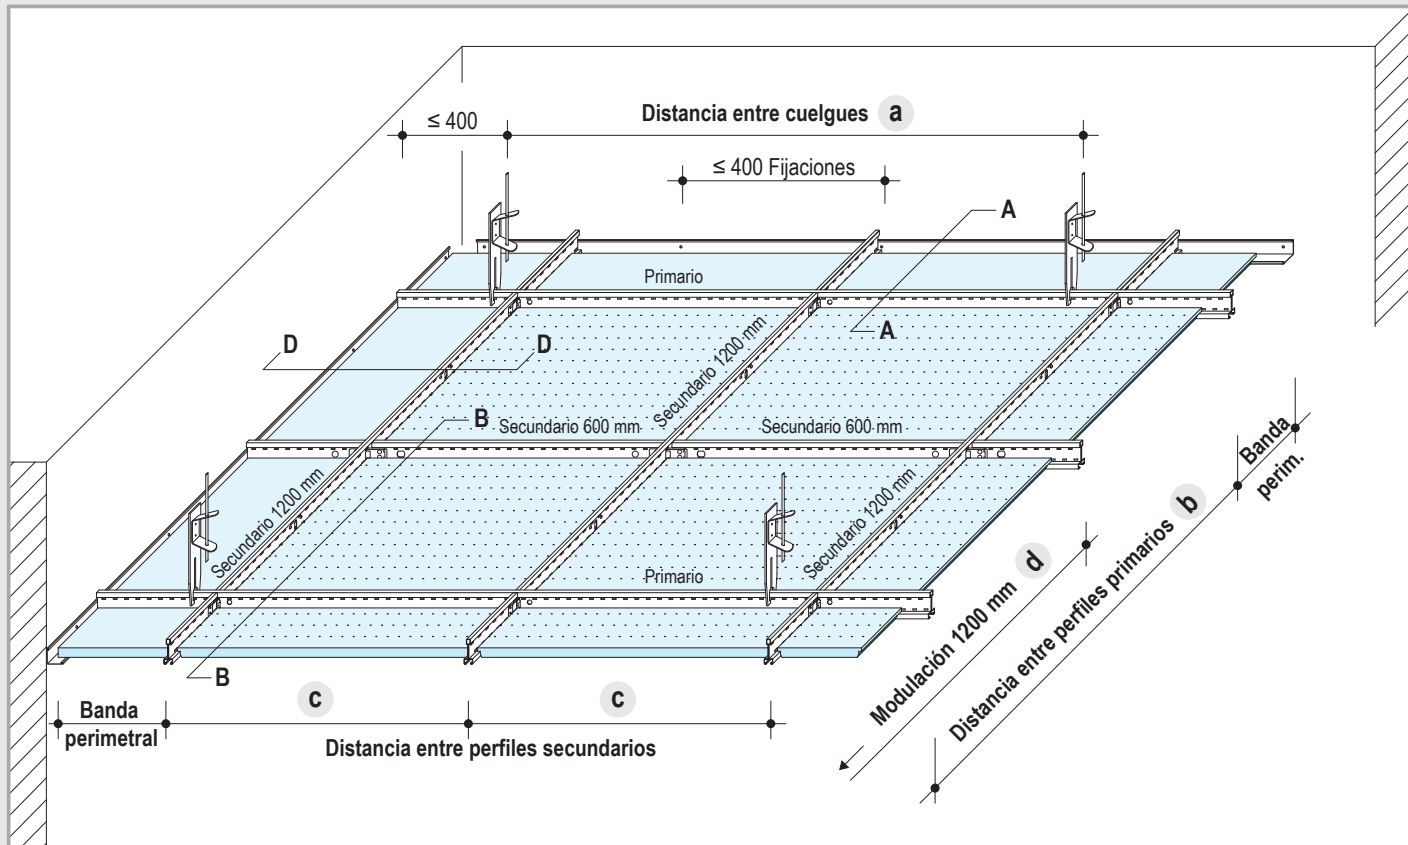 ≤ 400
Distancia entre cuelgues a
≤ 400 Fijaciones
A
Primario
A
D
D
Secundario 1200 mm
B
Secundario 600 mm
Secundario 600 mm
Secundario 1200 mm
Secundario 1200 mm
Primario
B
Banda
perimetral
c
c
Distancia entre perfiles secundarios
Modulación 1200 mm d
Distancia entre perfiles primarios b
Banda
perim.